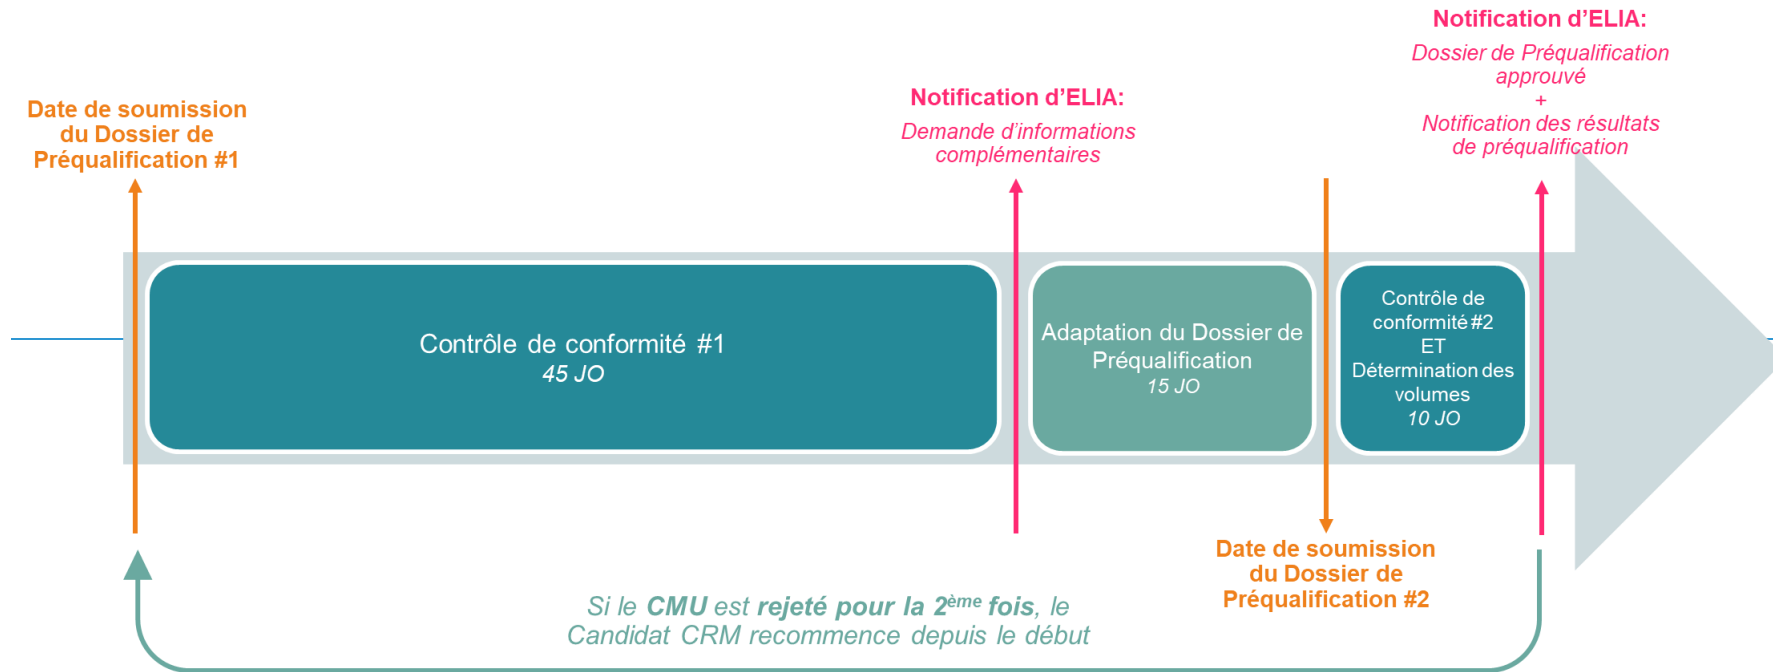 Date de soumission
du Dossier de
Préqualification #1
Notification d'ELIA:
Demande d'informations
complémentaires
Notification d'ELIA:
Dossier de Préqualification
approuvé
+
Notification des résultats
de préqualification
Contrôle de conformité #1
45 JO
Adaptation du Dossier de
Préqualification
15 JO
Contrôle de
conformité #2
ET
Détermination des
volumes
10 JO
Date de soumission
du Dossier de
Préqualification #2
Si le CMU est rejeté pour la 2ème fois, le
Candidat CRM recommence depuis le début